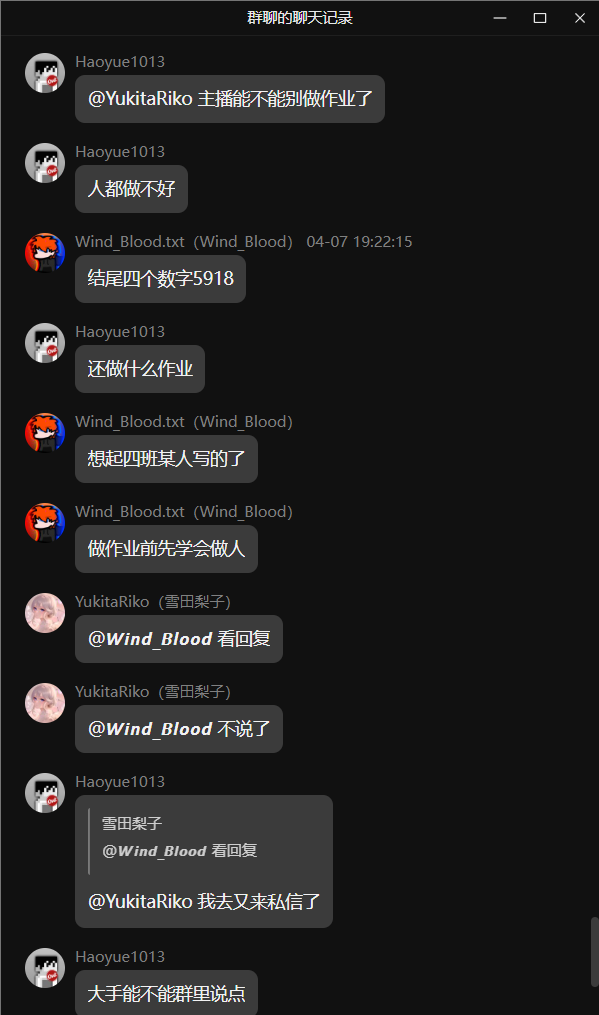 群聊的聊天记录
Haoyue1013
@YukitaRiko 主播能不能别做作业了
Haoyue1013
人都做不好
Wind_Blood.txt（Wind_Blood） 04-07 19:22:15
结尾四个数字5918
Haoyue1013
还做什么作业
Wind_Blood.txt（Wind_Blood）
想起四班某人写的了
Wind_Blood.txt（Wind_Blood）
做作业前先学会做人
YukitaRiko（雪田梨子）
@Wind_Blood 看回复
YukitaRiko（雪田梨子）
@Wind_Blood 不说了
Haoyue1013
雪田梨子
@Wind_Blood 看回复
@YukitaRiko 我去又来私信了
Haoyue1013
大手能不能群里说点